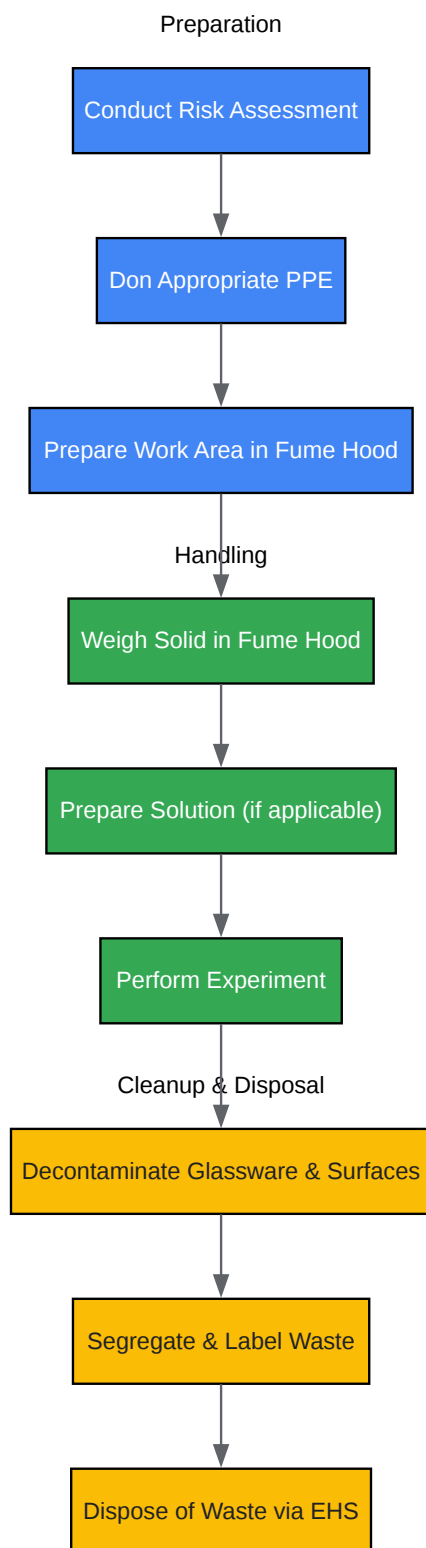 Preparation
Conduct Risk Assessment
Don Appropriate PPE
Prepare Work Area in Fume Hood
Handling
Weigh Solid in Fume Hood
Prepare Solution (if applicable)
Perform Experiment
Cleanup & Disposal
Decontaminate Glassware & Surfaces
Segregate & Label Waste
Dispose of Waste via EHS